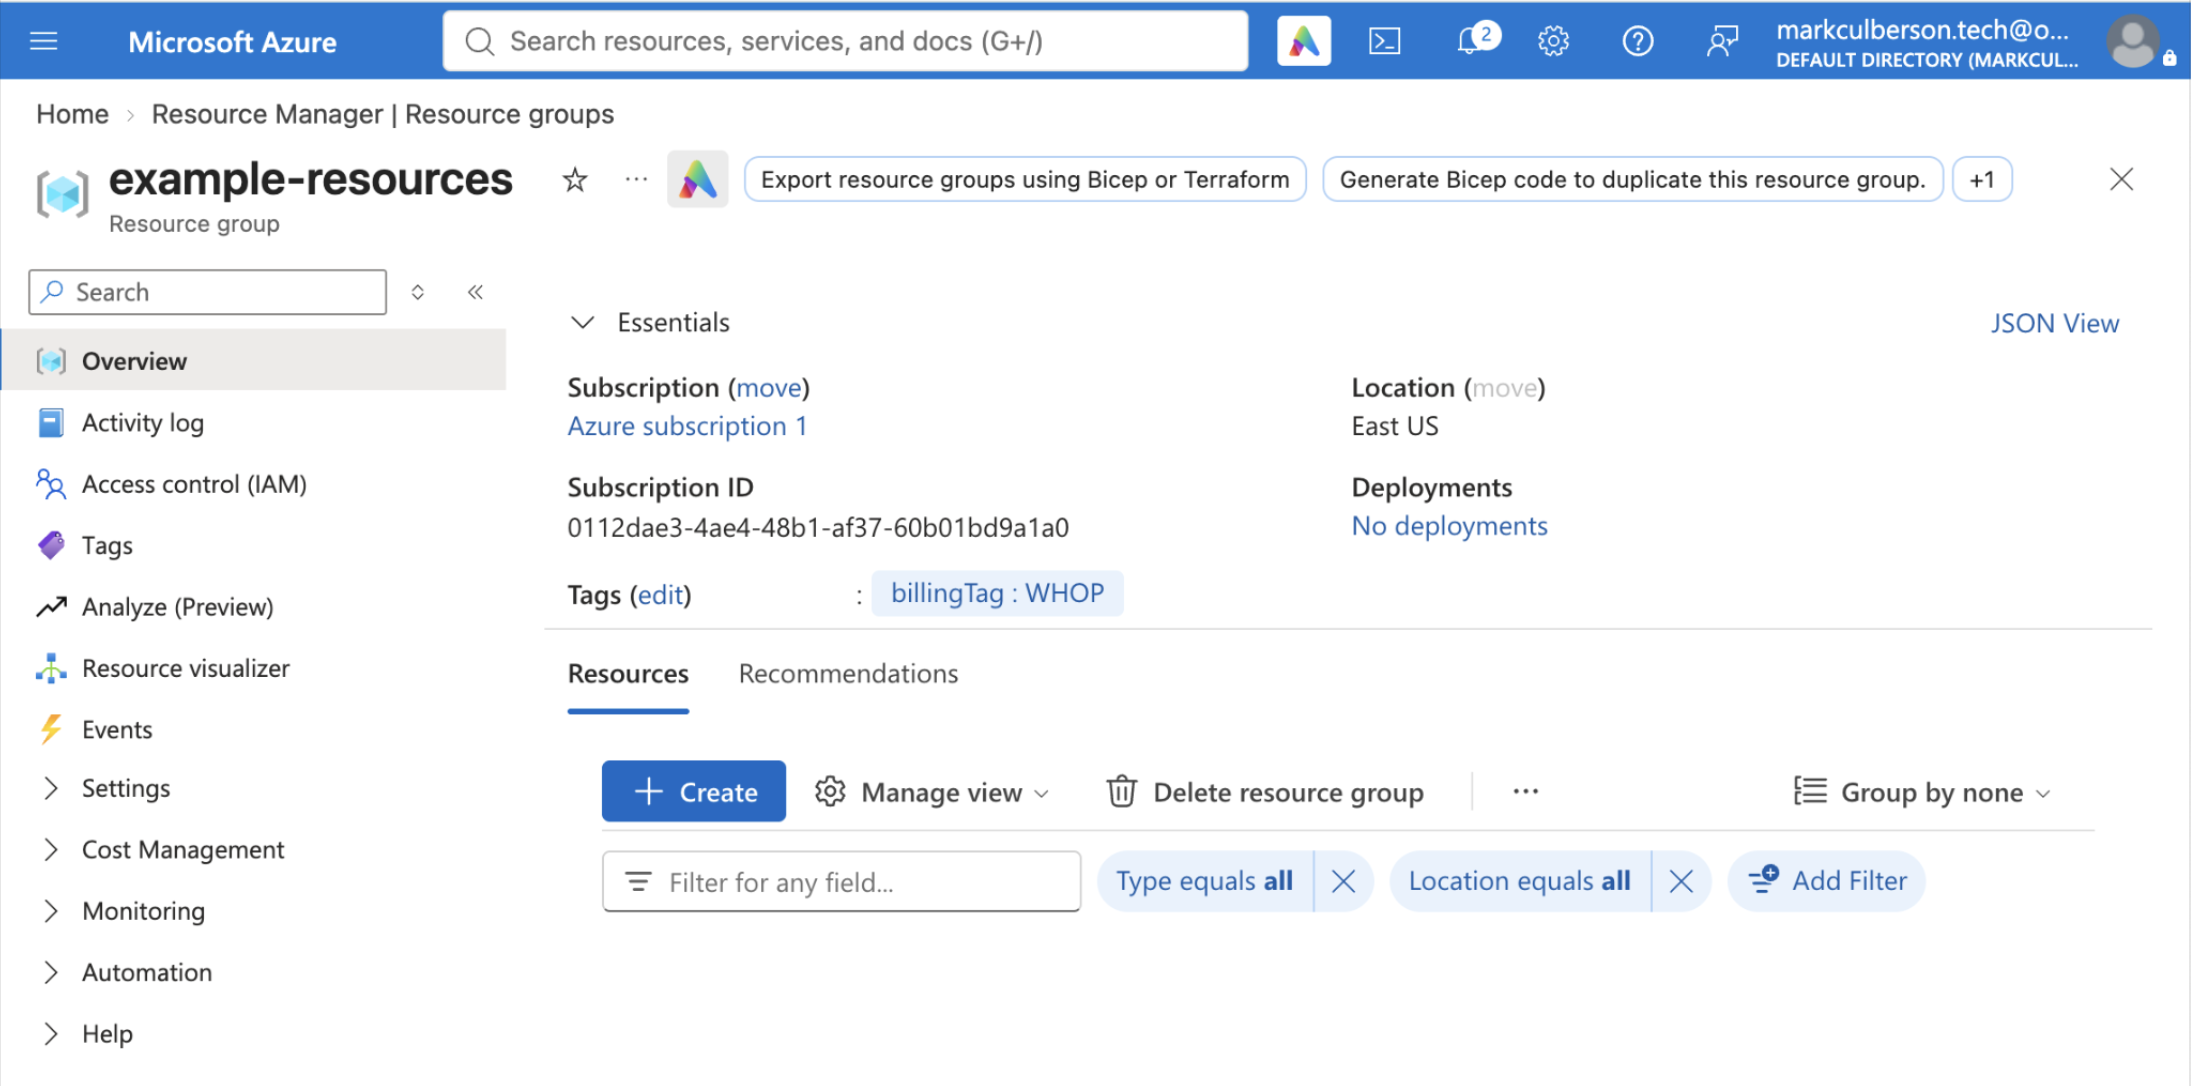 Microsoft Azure
Search resources, services, and docs (G+/)
2
markculberson.tech@o...
DEFAULT DIRECTORY (MARKCUL...
Home > Resource Manager | Resource groups
example-resources
Resource group
...
Export resource groups using Bicep or Terraform
Generate Bicep code to duplicate this resource group.
+1
Search
Overview
Activity log
Access control (IAM)
Tags
Analyze (Preview)
Resource visualizer
Events
Settings
Cost Management
Monitoring
Automation
Help
Essentials
JSON View
Subscription (move)
Azure subscription 1
Location (move)
East US
Subscription ID
0112dae3-4ae4-48b1-af37-60b01bd9a1a0
Deployments
No deployments
Tags (edit) : billingTag : WHOP
Resources
Recommendations
Create
Manage view
Delete resource group
...
Group by none
Filter for any field...
Type equals all
Location equals all
Add Filter